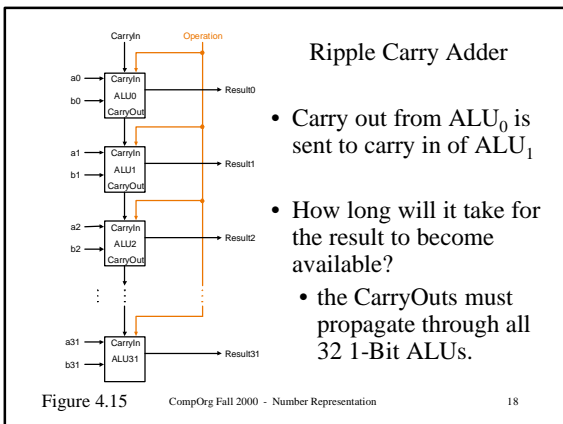 CarryIn Operation
Ripple Carry Adder
a0
CarryIn
ALU0
Result0
b0
CarryOut
a1
CarryIn
ALU1
Result1
b1
CarryOut
a2
CarryIn
ALU2
Result2
b2
CarryOut
a31
CarryIn
ALU31
Result31
b31
• Carry out from ALU0 is
sent to carry in of ALU1
• How long will it take for
the result to become
available?
• the CarryOuts must
propagate through all
32 1-Bit ALUs.
Figure 4.15 CompOrg Fall 2000 - Number Representation 18